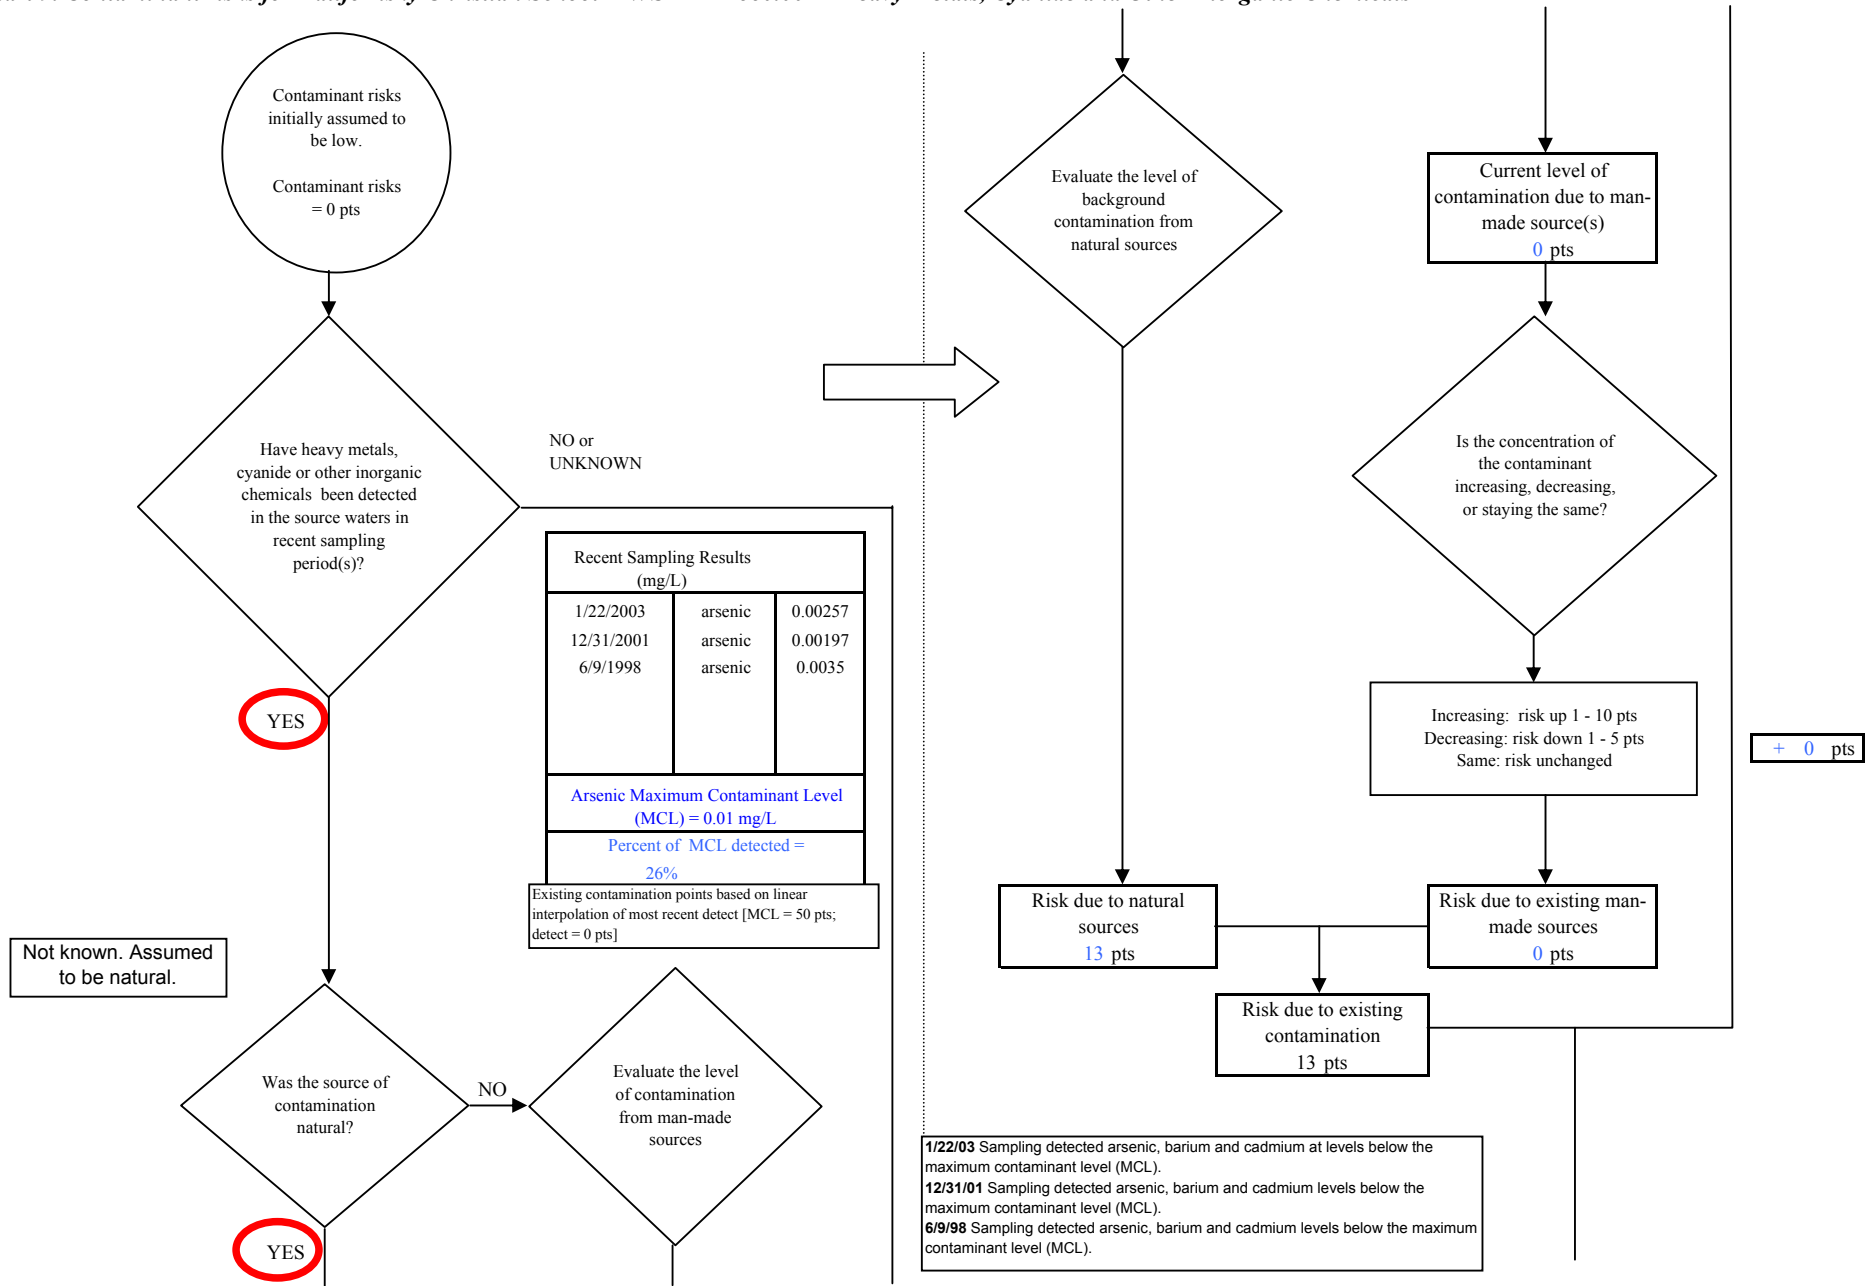 Contaminant risks
initially assumed to
be low.
Contaminant risks
= 0 pts
Have heavy metals,
cyanide or other inorganic
chemicals been detected
in the source waters in
recent sampling
period(s)?
NO or
UNKNOWN
YES
Recent Sampling Results
(mg/L)
1/22/2003 arsenic 0.00257
12/31/2001 arsenic 0.00197
6/9/1998 arsenic 0.0035
Arsenic Maximum Contaminant Level
(MCL) = 0.01 mg/L
Percent of MCL detected =
26%
Existing contamination points based on linear
interpolation of most recent detect [MCL = 50 pts;
detect = 0 pts]
Not known. Assumed
to be natural.
Was the source of
contamination
natural?
NO
YES
Evaluate the level
of contamination
from man-made
sources
Evaluate the level of
background
contamination from
natural sources
Current level of
contamination due to man-
made source(s)
0 pts
Is the concentration of
the contaminant
increasing, decreasing,
or staying the same?
Increasing: risk up 1 - 10 pts
Decreasing: risk down 1 - 5 pts
Same: risk unchanged
+ 0 pts
Risk due to natural
sources
13 pts
Risk due to existing man-
made sources
0 pts
Risk due to existing
contamination
13 pts
1/22/03 Sampling detected arsenic, barium and cadmium at levels below the
maximum contaminant level (MCL).
12/31/01 Sampling detected arsenic, barium and cadmium levels below the
maximum contaminant level (MCL).
6/9/98 Sampling detected arsenic, barium and cadmium levels below the maximum
contaminant level (MCL).